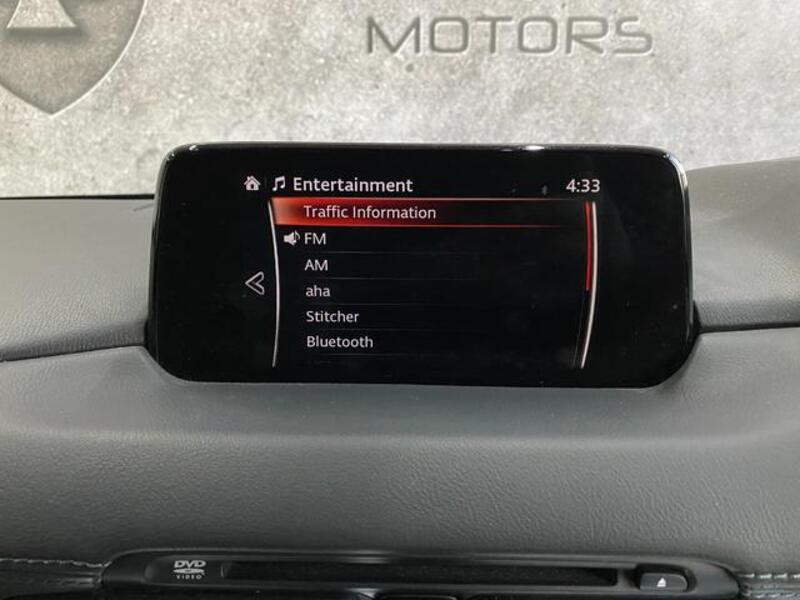 MOTORS
Entertainment 4:33
Traffic Information
FM
AM
aha
Stitcher
Bluetooth
DVD
VIDEO